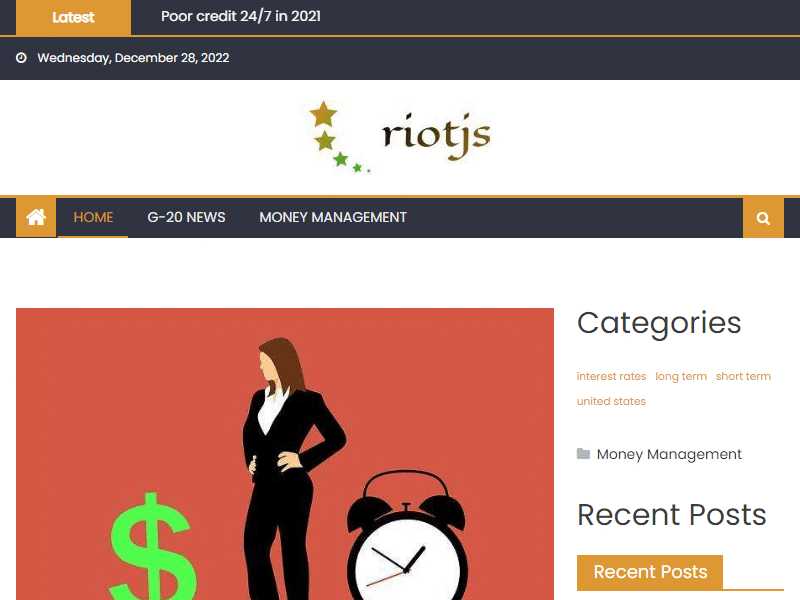 Latest
Poor credit 24/7 in 2021
Wednesday, December 28, 2022
riotjs
HOME
G-20 NEWS
MONEY MANAGEMENT
Categories
interest rates long term short term
united states
Money Management
Recent Posts
Recent Posts
$